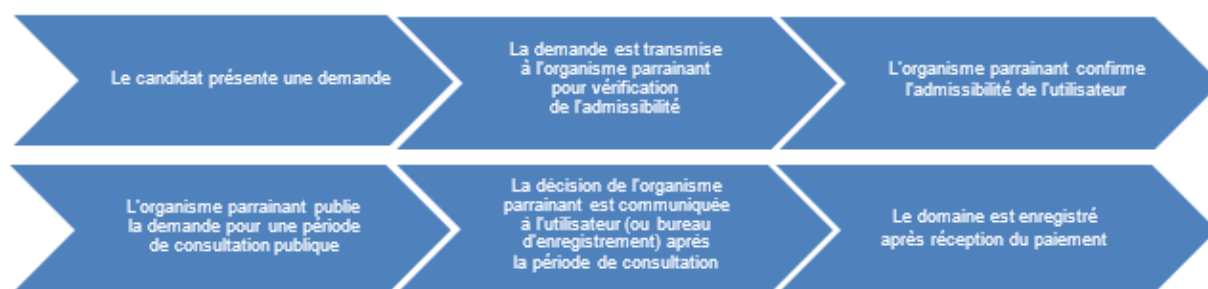 Le candidat présente une demande
La demande est transmise
à l'organisme parrainant
pour vérification
de l'admissibilité
L'organisme parrainant confirme
l'admissibilité de l'utilisateur
L'organisme parrainant publie
la demande pour une période
de consultation publique
La décision de l'organisme
parrainant est communiquée
à l'utilisateur (ou bureau
d'enregistrement) après
la période de consultation
Le domaine est enregistré
après réception du paiement